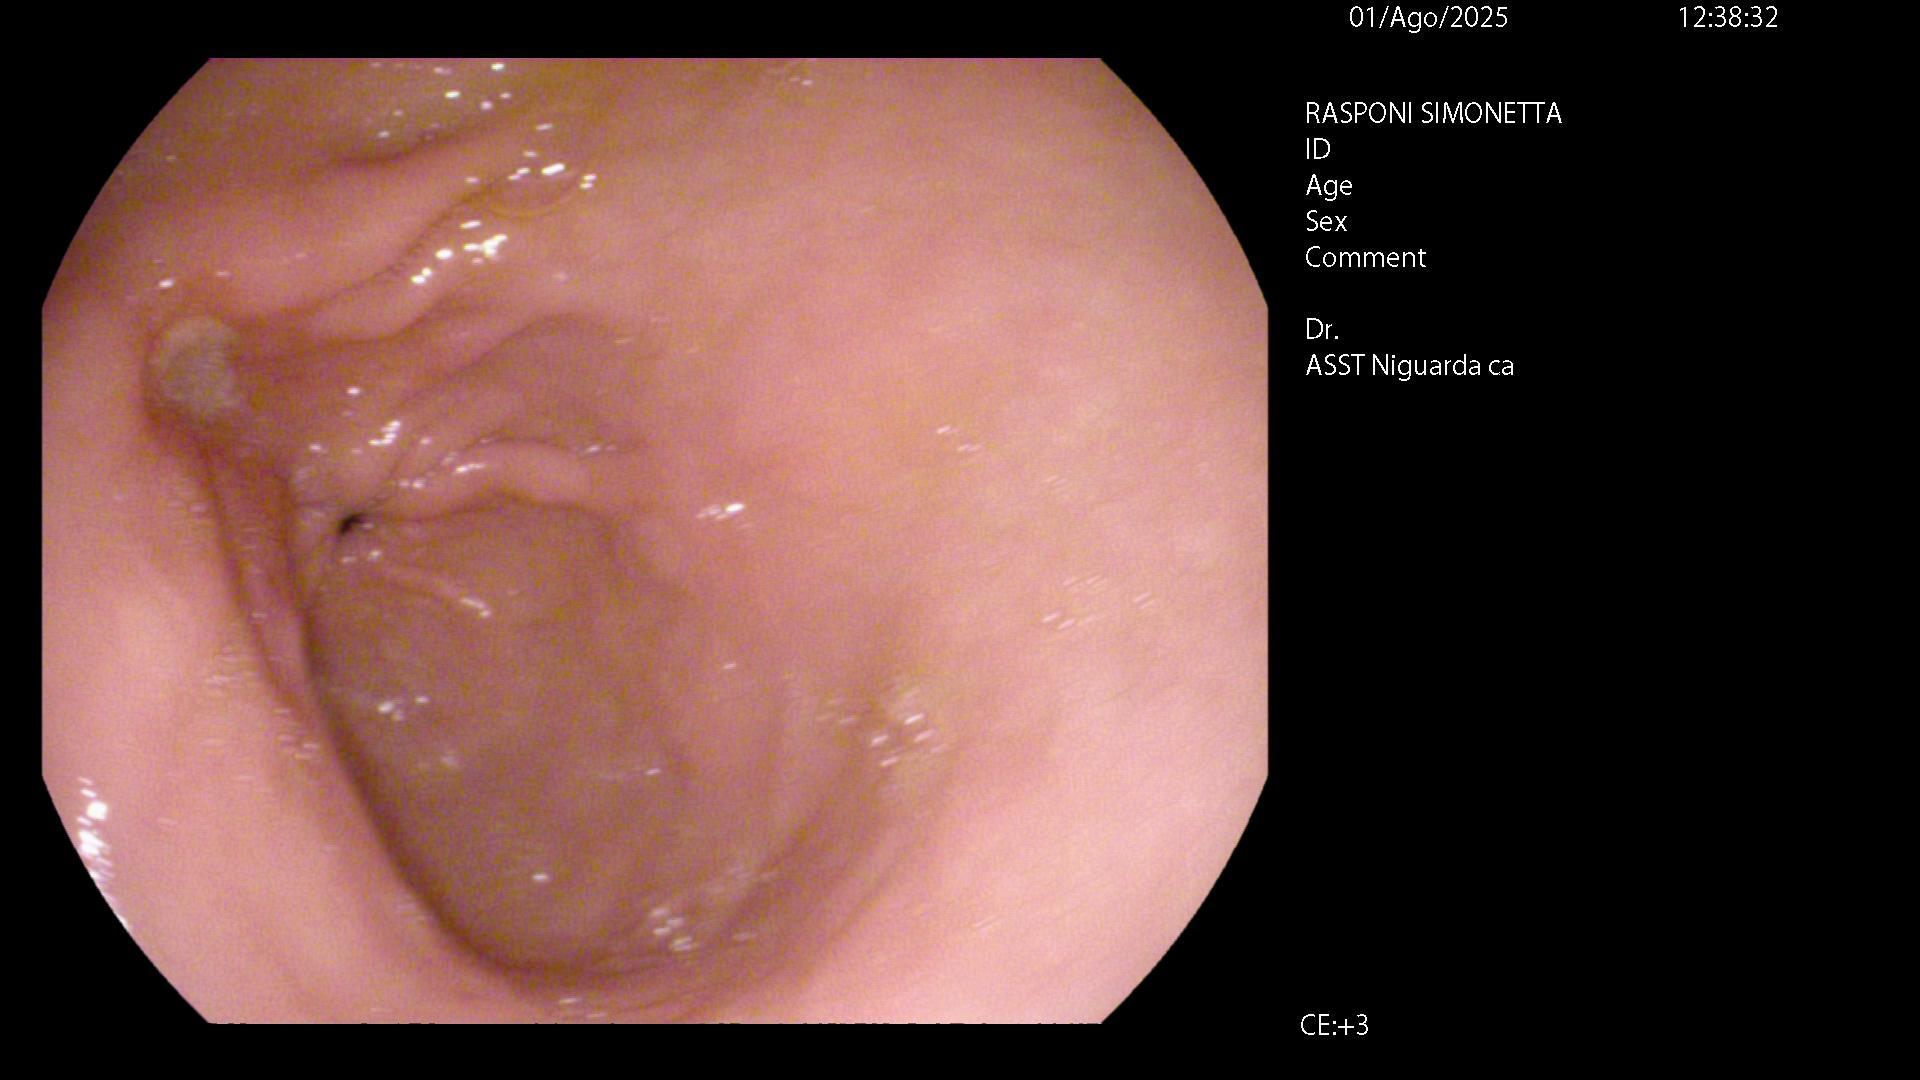 01/Ago/2025 12:38:32
RASPONI SIMONETTA
ID
Age
Sex
Comment
Dr.
ASST Niguarda ca
CE:+3